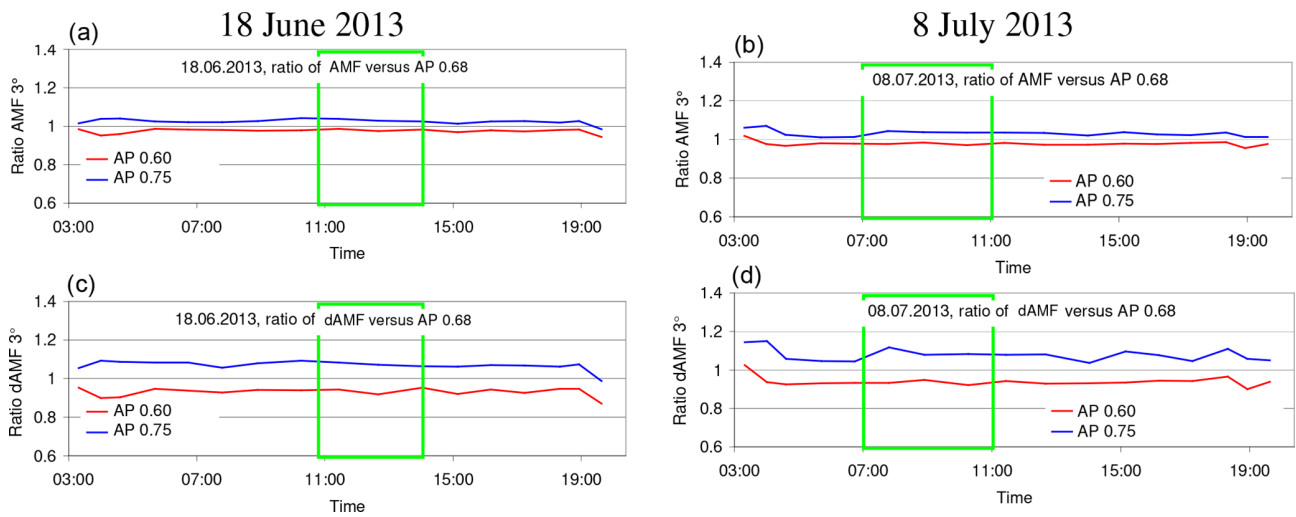 18 June 2013
(a)
Ratio AMF 3°
1.4
1.2
1
0.8
0.6
18.06.2013, ratio of AMF versus AP 0.68
AP 0.60
AP 0.75
03:00 07:00 11:00 15:00 19:00
Time
8 July 2013
(b)
Ratio AMF 3°
1.4
1.2
1
0.8
0.6
08.07.2013, ratio of AMF versus AP 0.68
AP 0.60
AP 0.75
03:00 07:00 11:00 15:00 19:00
Time
(c)
Ratio dAMF 3°
1.4
1.2
1
0.8
0.6
18.06.2013, ratio of dAMF versus AP 0.68
AP 0.60
AP 0.75
03:00 07:00 11:00 15:00 19:00
Time
(d)
Ratio dAMF 3°
1.4
1.2
1
0.8
0.6
08.07.2013, ratio of dAMF versus AP 0.68
AP 0.60
AP 0.75
03:00 07:00 11:00 15:00 19:00
Time